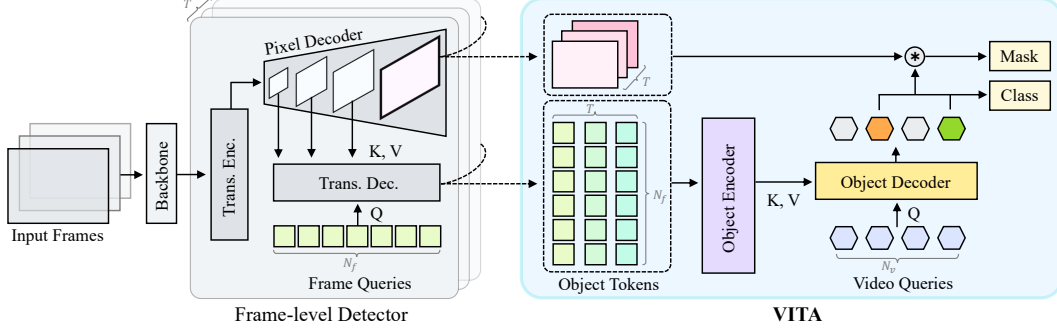 T
Pixel Decoder
Input Frames
Backbone
Trans. Enc.
K, V
Trans. Dec.
Q
N_f
Frame Queries
Frame-level Detector
T
T
N_f
Object Tokens
Object Encoder
K, V
Object Decoder
Q
N_v
Video Queries
*
Mask
Class
VITA